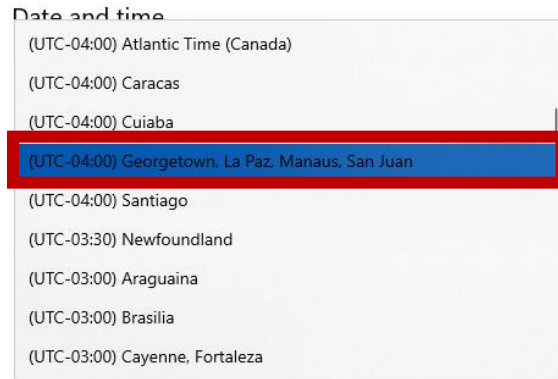 Date and time
(UTC-04:00) Atlantic Time (Canada)
(UTC-04:00) Caracas
(UTC-04:00) Cuiaba
(UTC-04:00) Georgetown, La Paz, Manaus, San Juan
(UTC-04:00) Santiago
(UTC-03:30) Newfoundland
(UTC-03:00) Araguaina
(UTC-03:00) Brasilia
(UTC-03:00) Cayenne, Fortaleza